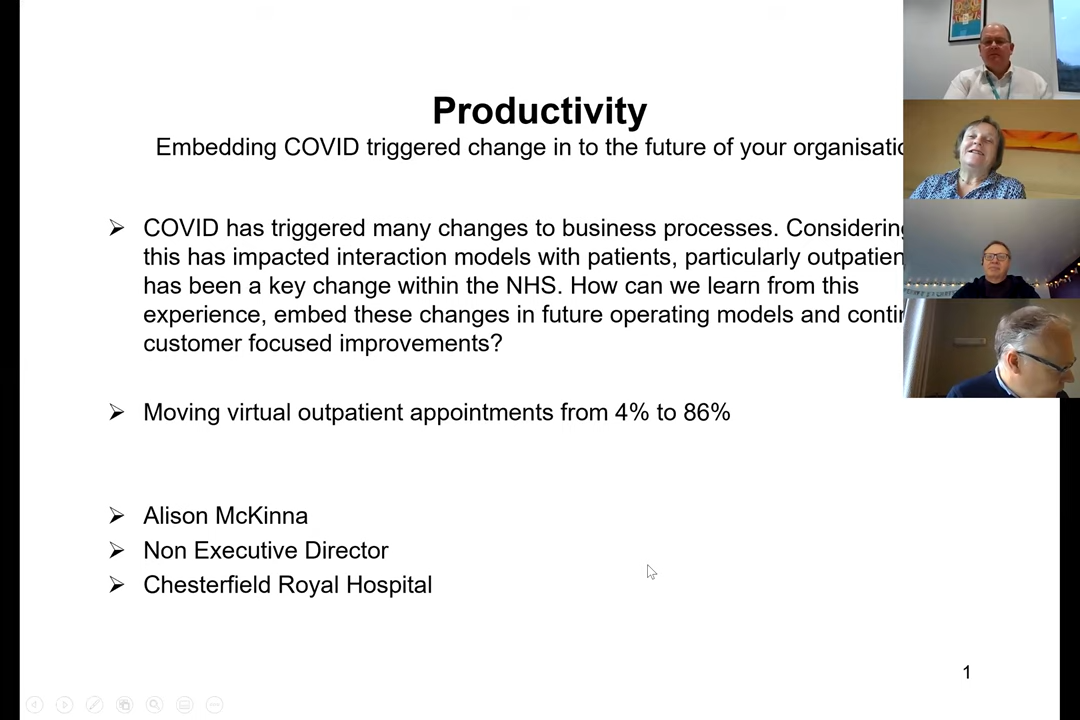 Productivity
Embedding COVID triggered change in to the future of your organisatio
COVID has triggered many changes to business processes. Considering
this has impacted interaction models with patients, particularly outpatien
has been a key change within the NHS. How can we learn from this
experience, embed these changes in future operating models and contin
customer focused improvements?
Moving virtual outpatient appointments from 4% to 86%
Alison McKinna
Non Executive Director
Chesterfield Royal Hospital
1